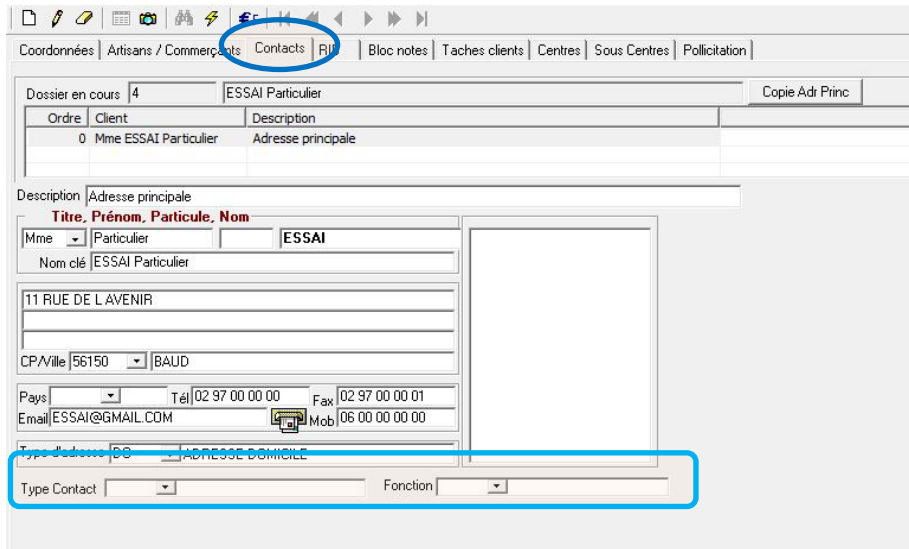 Coordonnées Artisans / Commerçants Contacts RIB Bloc notes Taches clients Centres Sous Centres Pollicitation
Dossier en cours 4 ESSAI Particulier Copie Adr Princ
Ordre Client Description
0 Mme ESSAI Particulier Adresse principale
Description Adresse principale
Titre, Prénom, Particule, Nom
Mme Particulier ESSAI
Nom clé ESSAI Particulier
11 RUE DE L AVENIR
CP/Ville 56150 BAUD
Pays Tél 02 97 00 00 00 Fax 02 97 00 00 01
Email ESSAI@GMAIL.COM Mob 06 00 00 00 00
Type d'adresse DO ADRESSE DOMICILE
Type Contact Fonction